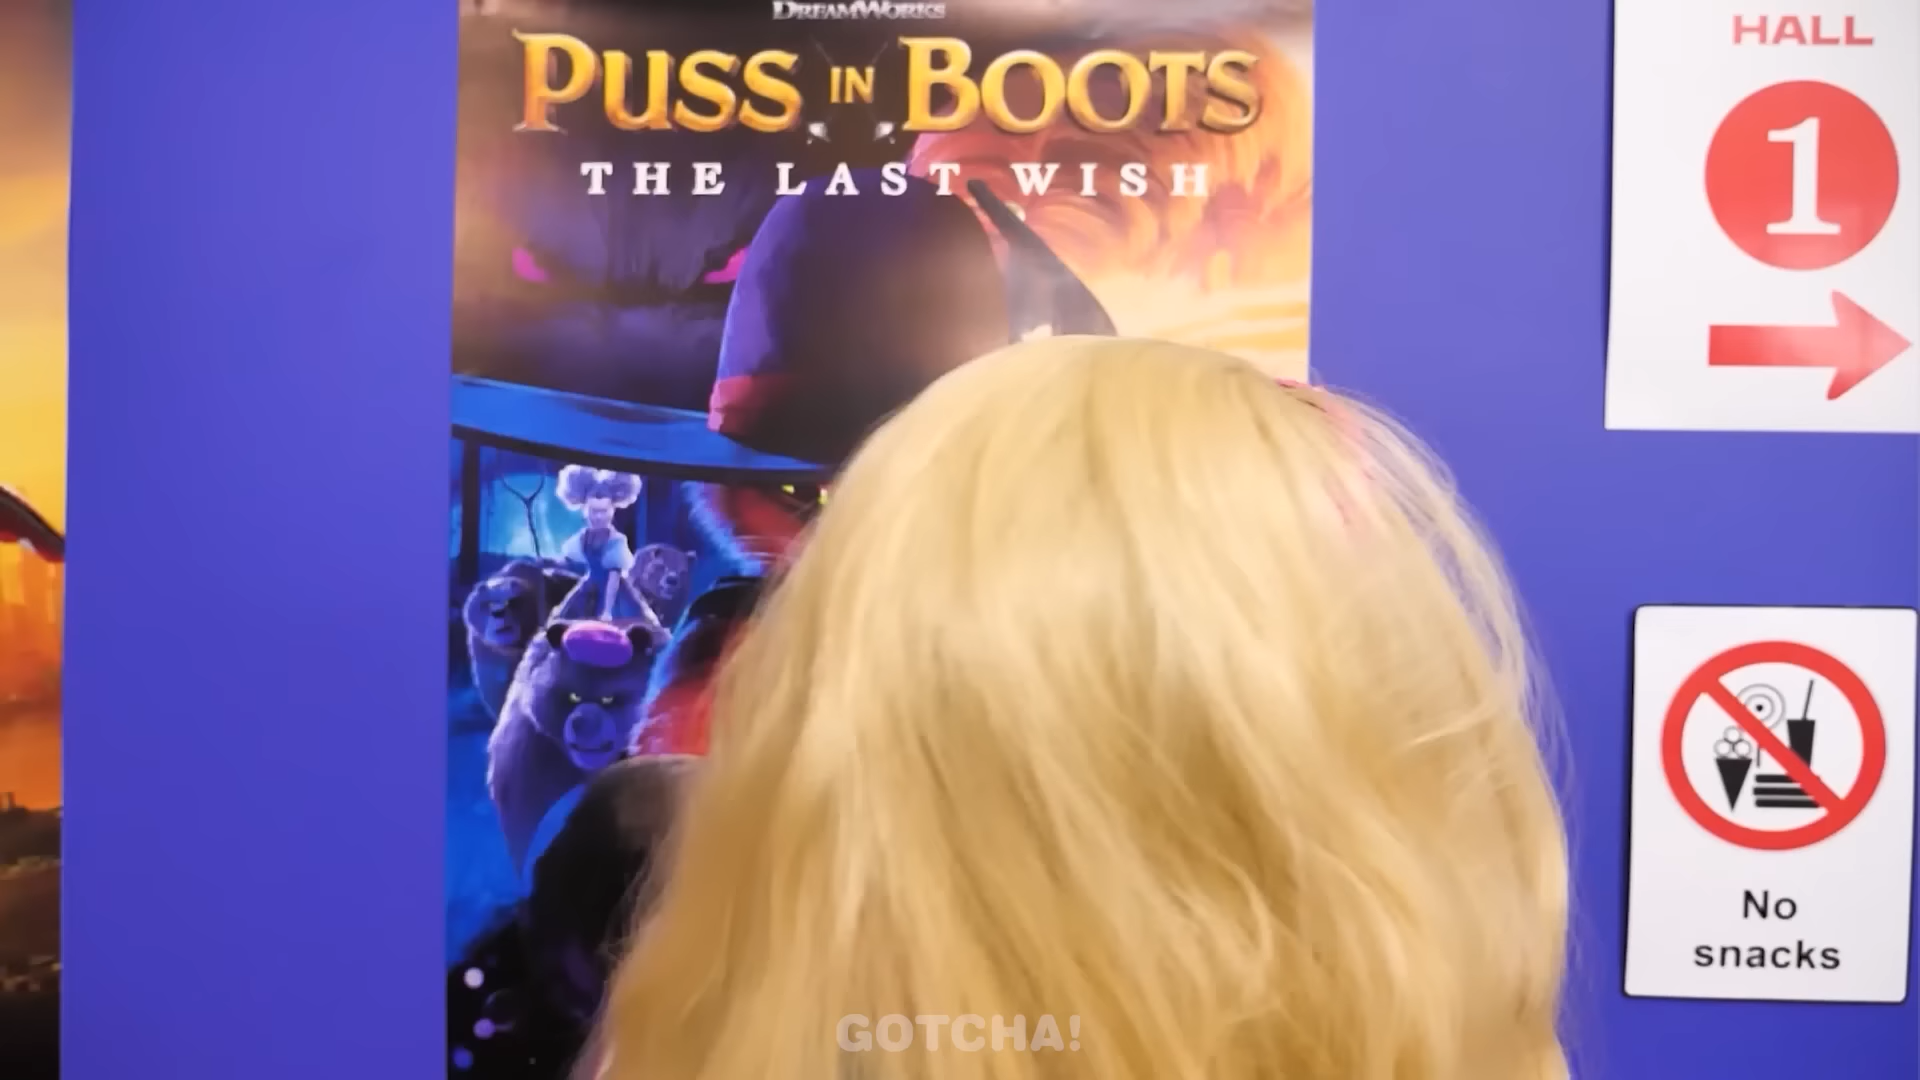 DREAMWORKS
PUSS IN BOOTS
THE LAST WISH
HALL
1
No
snacks
GOTCHA!